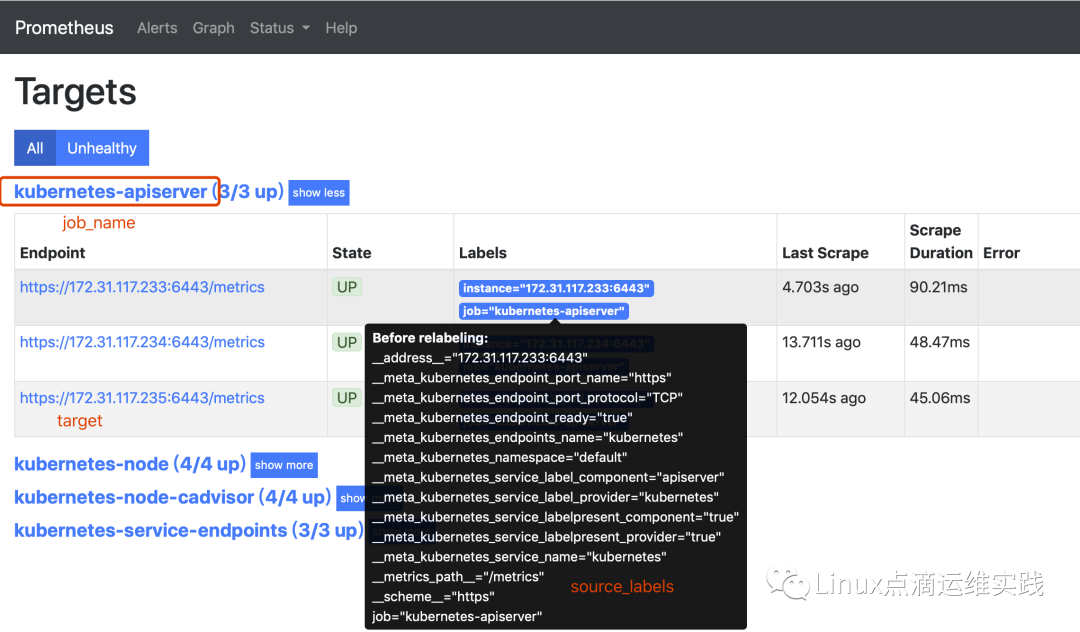 Prometheus Alerts Graph Status Help
Targets
All Unhealthy
kubernetes-apiserver (3/3 up) show less
job_name
Endpoint State Labels Last Scrape Scrape Duration Error
https://172.31.117.233:6443/metrics UP instance="172.31.117.233:6443" 4.703s ago 90.21ms
job="kubernetes-apiserver"
https://172.31.117.234:6443/metrics UP instance="172.31.117.234:6443" 13.711s ago 48.47ms
https://172.31.117.235:6443/metrics UP 12.054s ago 45.06ms
target
Before relabeling:
__address__="172.31.117.233:6443"
__meta_kubernetes_endpoint_port_name="https"
__meta_kubernetes_endpoint_port_protocol="TCP"
__meta_kubernetes_endpoint_ready="true"
__meta_kubernetes_endpoints_name="kubernetes"
__meta_kubernetes_namespace="default"
__meta_kubernetes_service_label_component="apiserver"
__meta_kubernetes_service_label_provider="kubernetes"
__meta_kubernetes_service_labelpresent_component="true"
__meta_kubernetes_service_labelpresent_provider="true"
__meta_kubernetes_service_name="kubernetes"
__metrics_path__="/metrics"
__scheme__="https"
job="kubernetes-apiserver"
source_labels
kubernetes-node (4/4 up) show more
kubernetes-node-cadvisor (4/4 up) show
kubernetes-service-endpoints (3/3 up)
Linux点滴运维实践